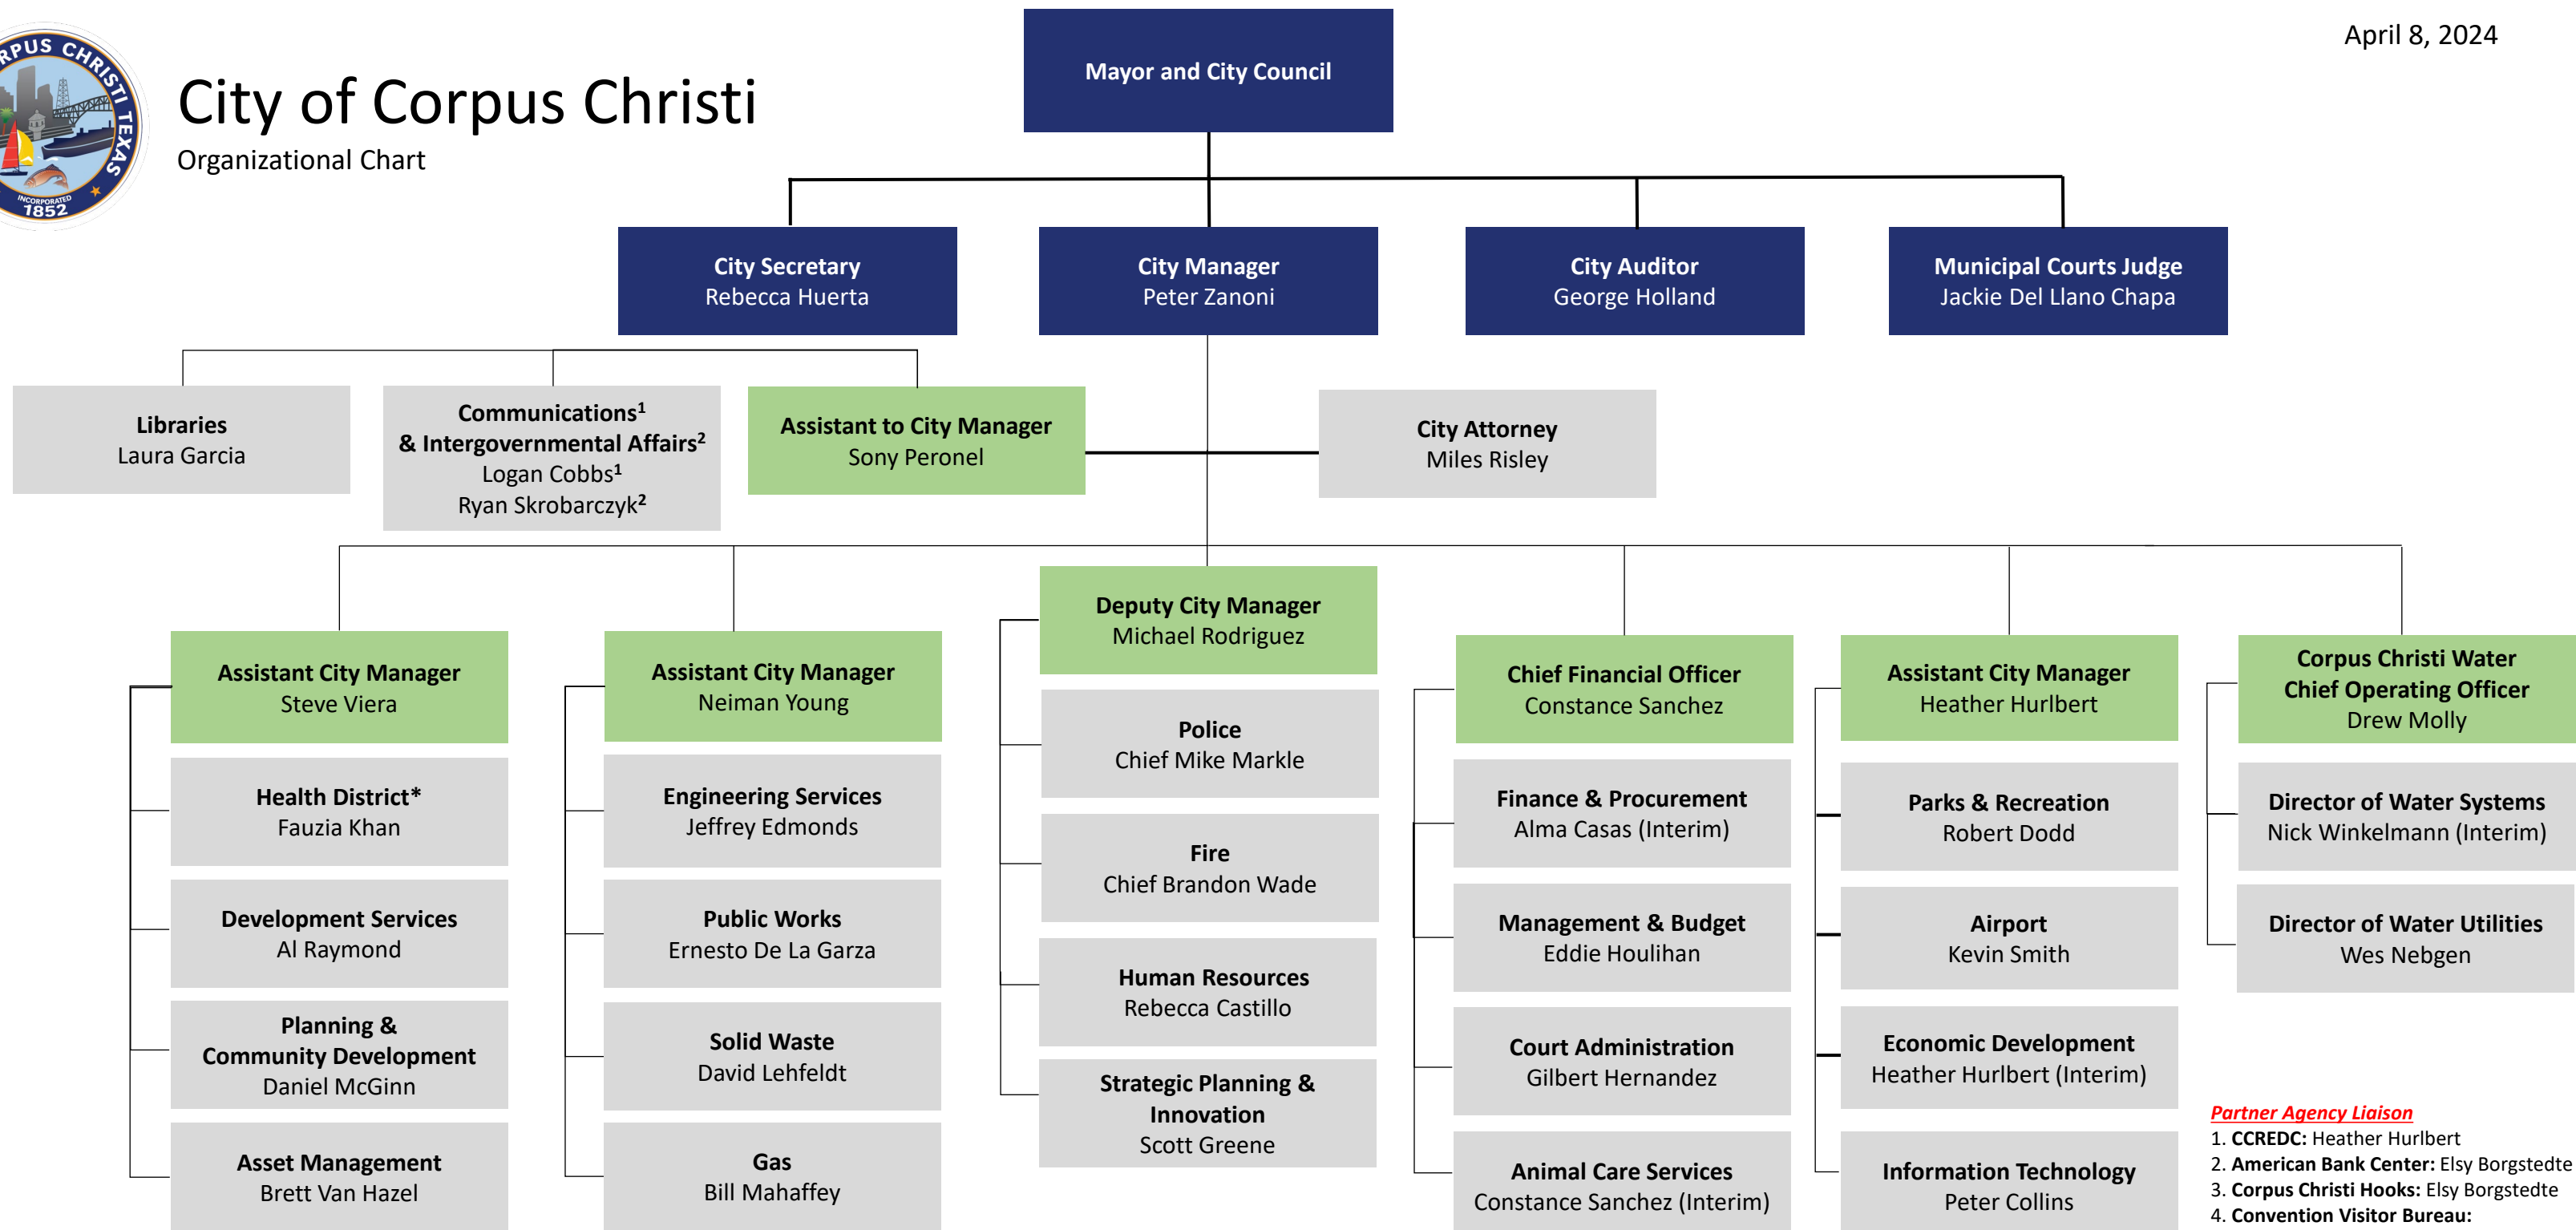 April 8, 2024
RPUS CHRISTI TEXAS
INCORPORATED
1852
City of Corpus Christi
Organizational Chart
Mayor and City Council
City Secretary
Rebecca Huerta
City Manager
Peter Zanoni
City Auditor
George Holland
Municipal Courts Judge
Jackie Del Llano Chapa
Libraries
Laura Garcia
Communications¹
& Intergovernmental Affairs²
Logan Cobbs¹
Ryan Skrobarczyk²
Assistant to City Manager
Sony Peronel
City Attorney
Miles Risley
Assistant City Manager
Steve Viera
Health District*
Fauzia Khan
Development Services
Al Raymond
Planning &
Community Development
Daniel McGinn
Asset Management
Brett Van Hazel
Assistant City Manager
Neiman Young
Engineering Services
Jeffrey Edmonds
Public Works
Ernesto De La Garza
Solid Waste
David Lehfeldt
Gas
Bill Mahaffey
Deputy City Manager
Michael Rodriguez
Police
Chief Mike Markle
Fire
Chief Brandon Wade
Human Resources
Rebecca Castillo
Strategic Planning &
Innovation
Scott Greene
Chief Financial Officer
Constance Sanchez
Finance & Procurement
Alma Casas (Interim)
Management & Budget
Eddie Houlihan
Court Administration
Gilbert Hernandez
Animal Care Services
Constance Sanchez (Interim)
Assistant City Manager
Heather Hurlbert
Parks & Recreation
Robert Dodd
Airport
Kevin Smith
Economic Development
Heather Hurlbert (Interim)
Information Technology
Peter Collins
Corpus Christi Water
Chief Operating Officer
Drew Molly
Director of Water Systems
Nick Winkelmann (Interim)
Director of Water Utilities
Wes Nebgen
Partner Agency Liaison
1. CCREDC: Heather Hurlbert
2. American Bank Center: Elsy Borgstedte
3. Corpus Christi Hooks: Elsy Borgstedte
4. Convention Visitor Bureau: